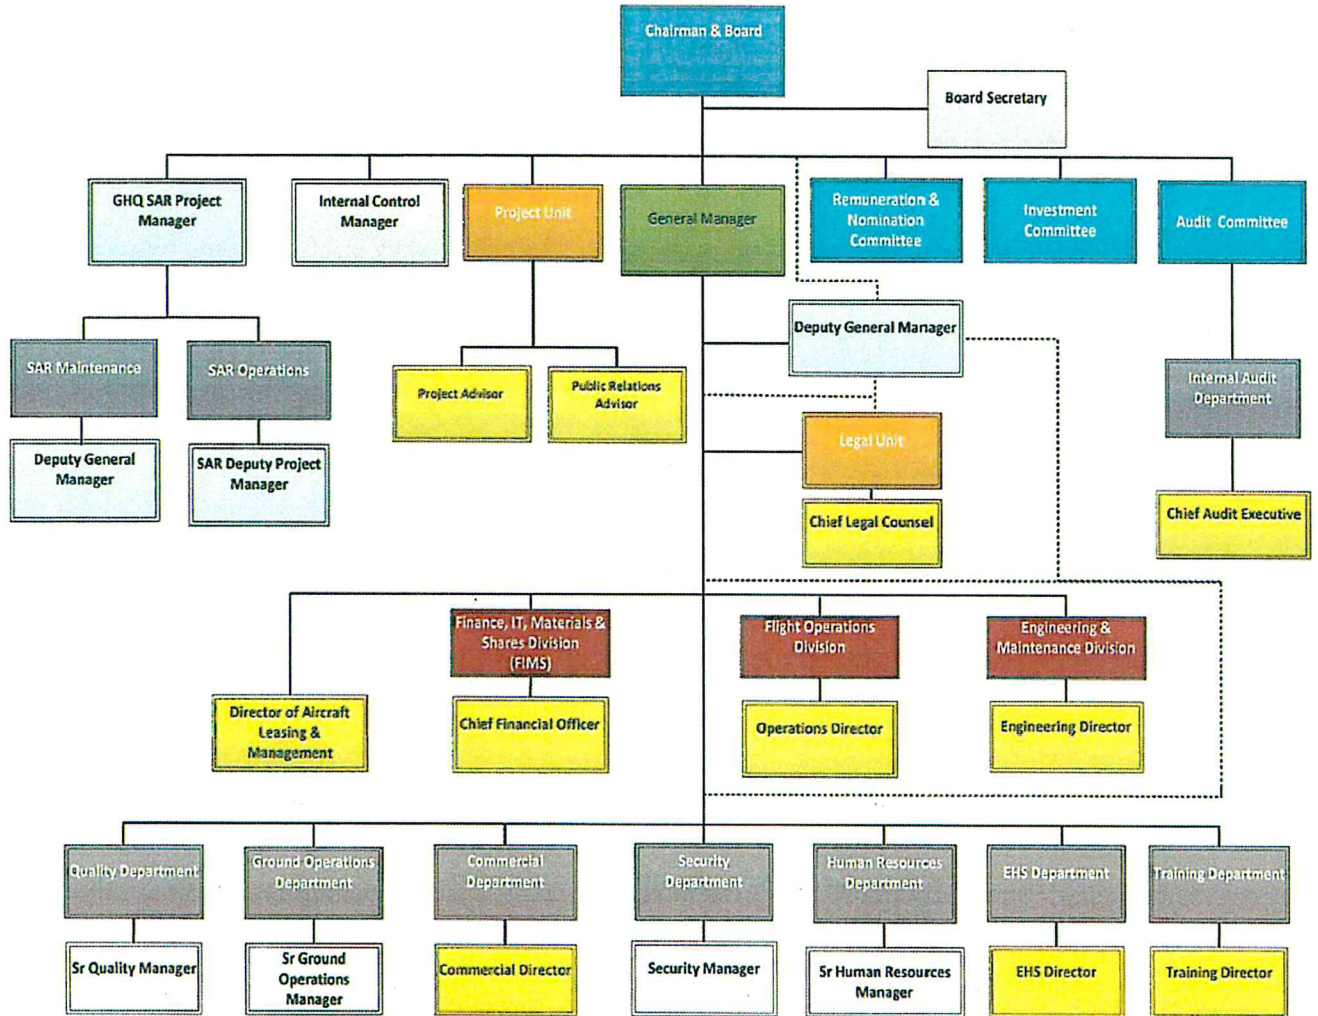 Chairman & Board
Board Secretary
GHQ SAR Project
Manager
Internal Control
Manager
Project Unit
General Manager
Remuneration &
Nomination
Committee
Investment
Committee
Audit Committee
Deputy General Manager
SAR Maintenance
SAR Operations
Project Advisor
Public Relations
Advisor
Internal Audit
Department
Deputy General
Manager
SAR Deputy Project
Manager
Legal Unit
Chief Legal Counsel
Chief Audit Executive
Finance, IT, Materials &
Shares Division
(FIMS)
Flight Operations
Division
Engineering &
Maintenance Division
Director of Aircraft
Leasing &
Management
Chief Financial Officer
Operations Director
Engineering Director
Quality Department
Ground Operations
Department
Commercial
Department
Security
Department
Human Resources
Department
EHS Department
Training Department
Sr Quality Manager
Sr Ground
Operations
Manager
Commercial Director
Security Manager
Sr Human Resources
Manager
EHS Director
Training Director